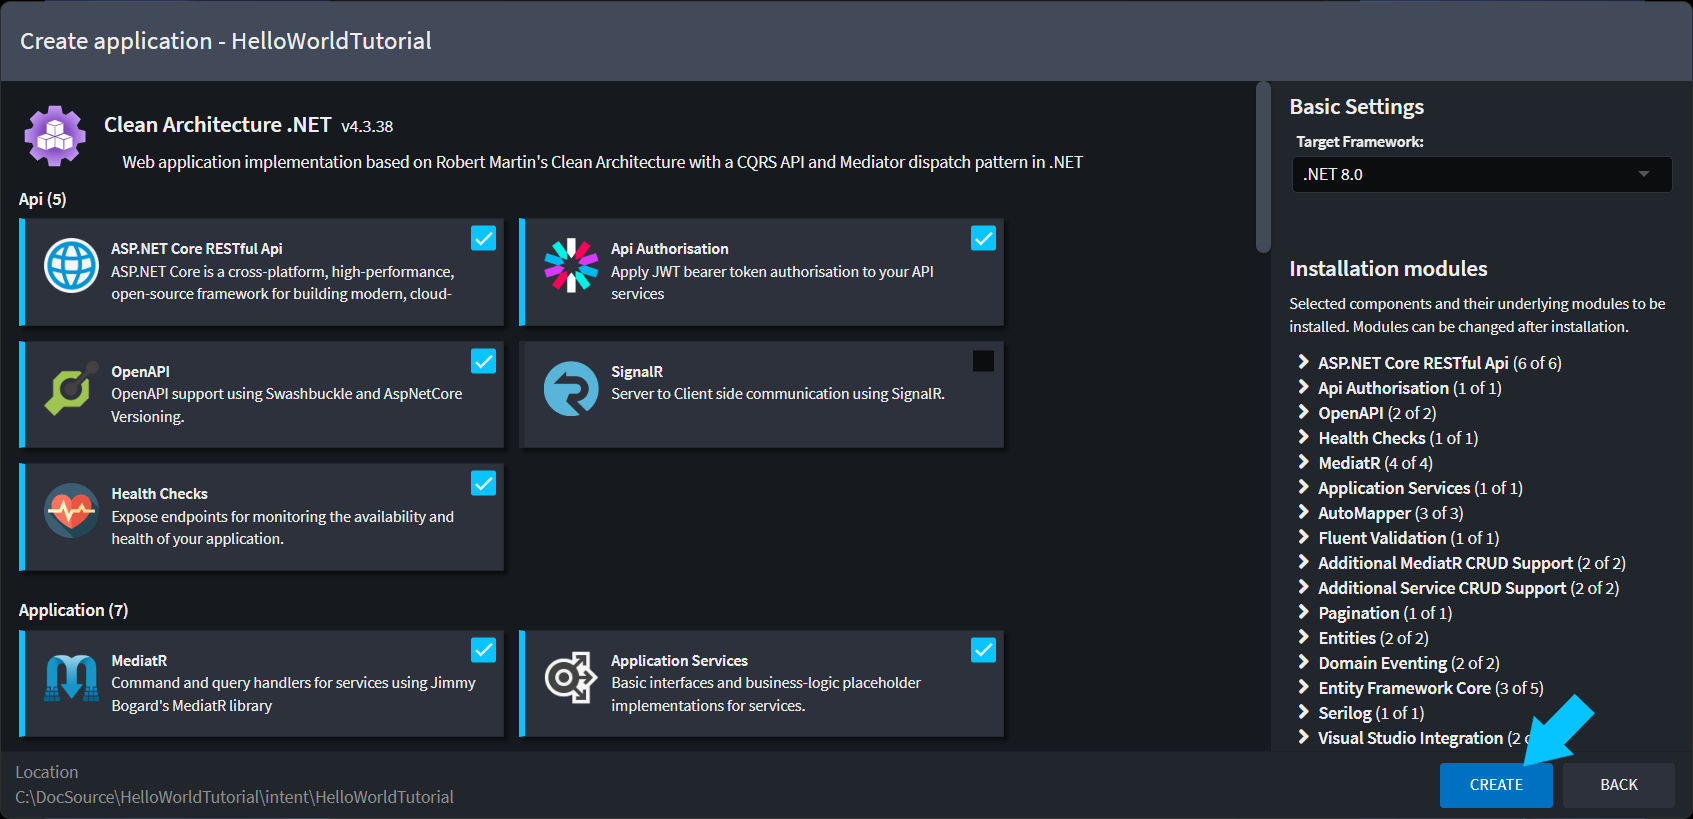 Create application - HelloWorldTutorial
Clean Architecture .NET v4.3.38
Web application implementation based on Robert Martin's Clean Architecture with a CQRS API and Mediator dispatch pattern in .NET
Api (5)
ASP.NET Core RESTful Api
ASP.NET Core is a cross-platform, high-performance,
open-source framework for building modern, cloud-
Api Authorisation
Apply JWT bearer token authorisation to your API
services
OpenAPI
OpenAPI support using Swashbuckle and AspNetCore
Versioning.
SignalR
Server to Client side communication using SignalR.
Health Checks
Expose endpoints for monitoring the availability and
health of your application.
Application (7)
MediatR
Command and query handlers for services using Jimmy
Bogard's MediatR library
Application Services
Basic interfaces and business-logic placeholder
implementations for services.
Basic Settings
Target Framework:
.NET 8.0
Installation modules
Selected components and their underlying modules to be
installed. Modules can be changed after installation.
ASP.NET Core RESTful Api (6 of 6)
Api Authorisation (1 of 1)
OpenAPI (2 of 2)
Health Checks (1 of 1)
MediatR (4 of 4)
Application Services (1 of 1)
AutoMapper (3 of 3)
Fluent Validation (1 of 1)
Additional MediatR CRUD Support (2 of 2)
Additional Service CRUD Support (2 of 2)
Pagination (1 of 1)
Entities (2 of 2)
Domain Eventing (2 of 2)
Entity Framework Core (3 of 5)
Serilog (1 of 1)
Visual Studio Integration (2
Location
C:\DocSource\HelloWorldTutorial\intent\HelloWorldTutorial
CREATE
BACK